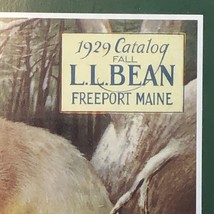 1929 Catalog
FALL
L.L.BEAN
FREEPORT MAINE